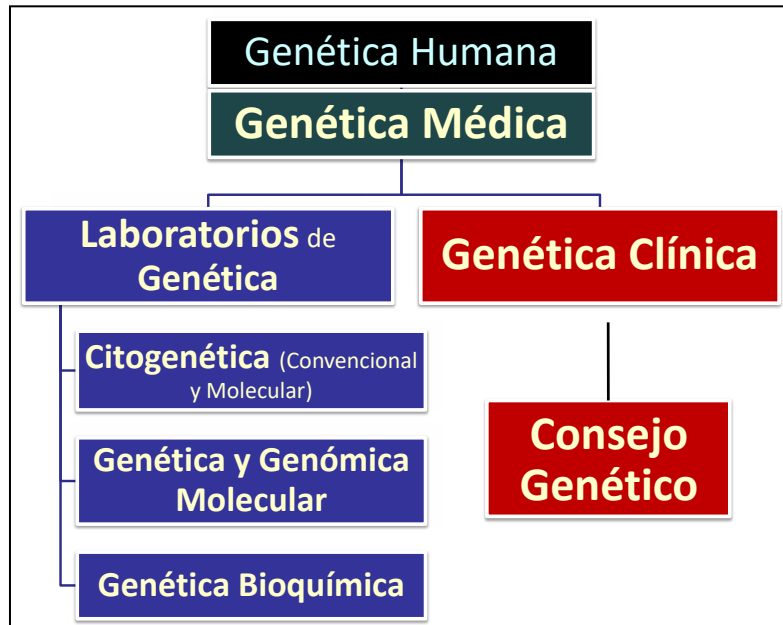 Genética Humana
Genética Médica
Laboratorios de
Genética
Genética Clínica
Citogenética (Convencional
y Molecular)
Genética y Genómica
Molecular
Genética Bioquímica
Consejo
Genético